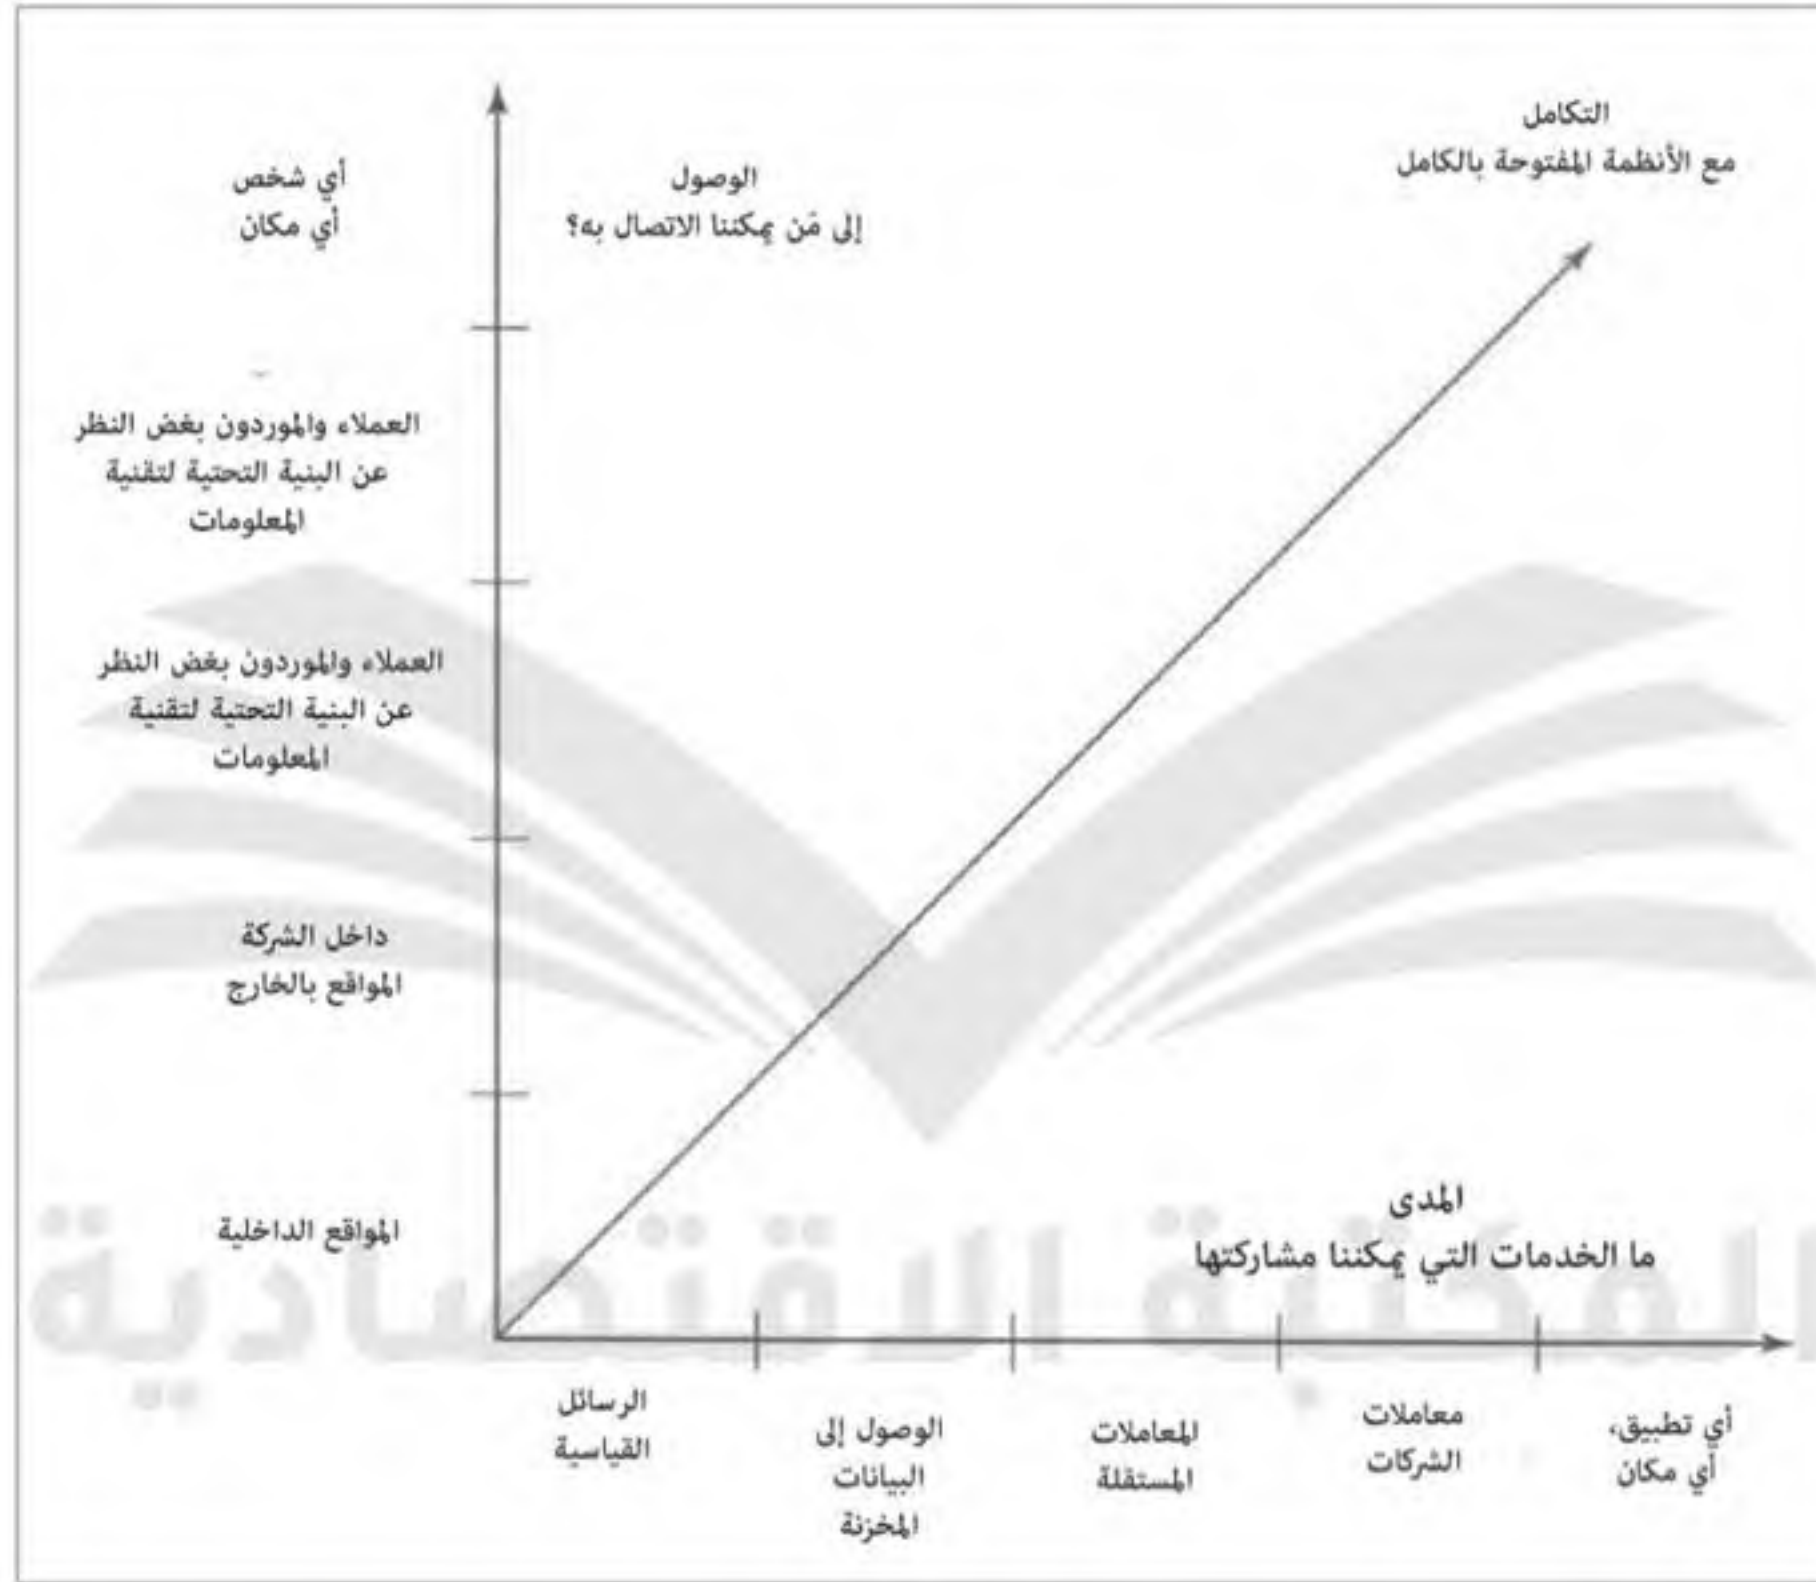 التكامل
مع الأنظمة المفتوحة بالكامل
الوصول
إلى مَن يمكننا الاتصال به؟
أي شخص
أي مكان
العملاء والموردون بغض النظر
عن البنية التحتية لتقنية
المعلومات
العملاء والموردون بغض النظر
عن البنية التحتية لتقنية
المعلومات
داخل الشركة
المواقع بالخارج
المواقع الداخلية
المدى
ما الخدمات التي يمكننا مشاركتها
الرسائل
القياسية
الوصول إلى
البيانات
المخزنة
المعاملات
المستقلة
معاملات
الشركات
أي تطبيق،
أي مكان
المكتبة الاقتصادية